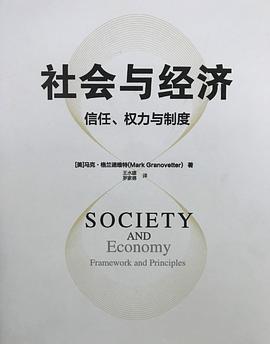 社会与经济
信任、权力与制度
[美]马克·格兰诺维特(Mark Granovetter) 著
王水雄
罗家德 译
SOCIETY
AND
Economy
Framework and Principles